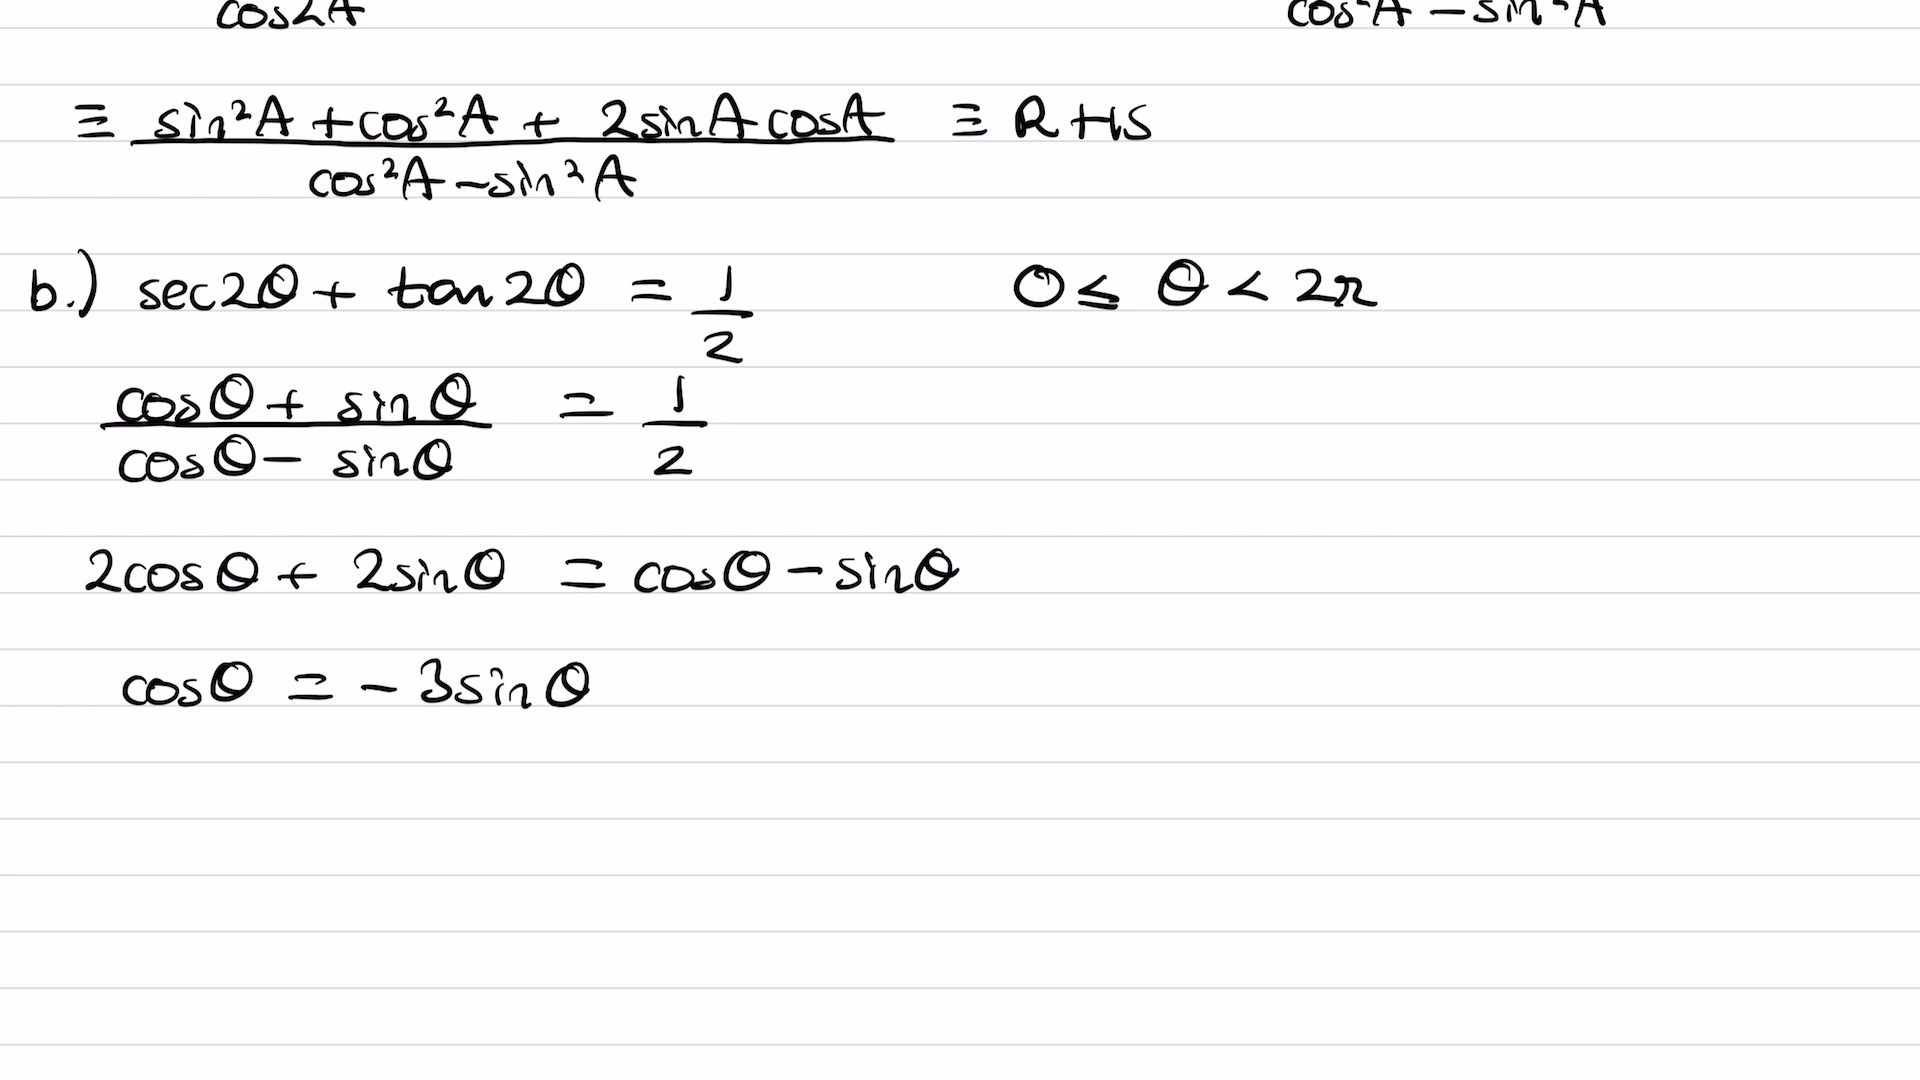 cos2A cos²A - sin²A
≡ sin²A + cos²A + 2sinA cosA ≡ RHS
cos²A - sin²A
b.) sec2θ + tan2θ = 1/2 0 ≤ θ < 2π
cosθ + sinθ = 1
cosθ - sinθ 2
2cosθ + 2sinθ = cosθ - sinθ
cosθ = -3sinθ